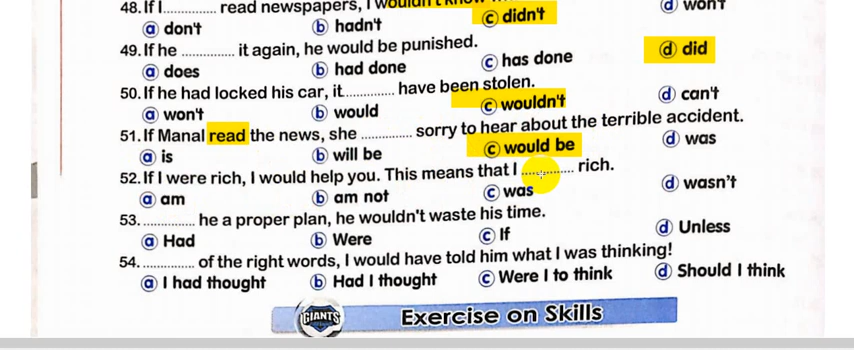 48. If I .............. read newspapers, I wouldn't know
a don't b hadn't c didn't d won't
49. If he .............. it again, he would be punished.
a does b had done c has done d did
50. If he had locked his car, it ............. have been stolen.
a won't b would c wouldn't d can't
51. If Manal read the news, she ............. sorry to hear about the terrible accident.
a is b will be c would be d was
52. If I were rich, I would help you. This means that I .............. rich.
a am b am not c was d wasn't
53. ............. he a proper plan, he wouldn't waste his time.
a Had b Were c If d Unless
54. ............. of the right words, I would have told him what I was thinking!
a I had thought b Had I thought c Were I to think d Should I think
GIANTS Exercise on Skills